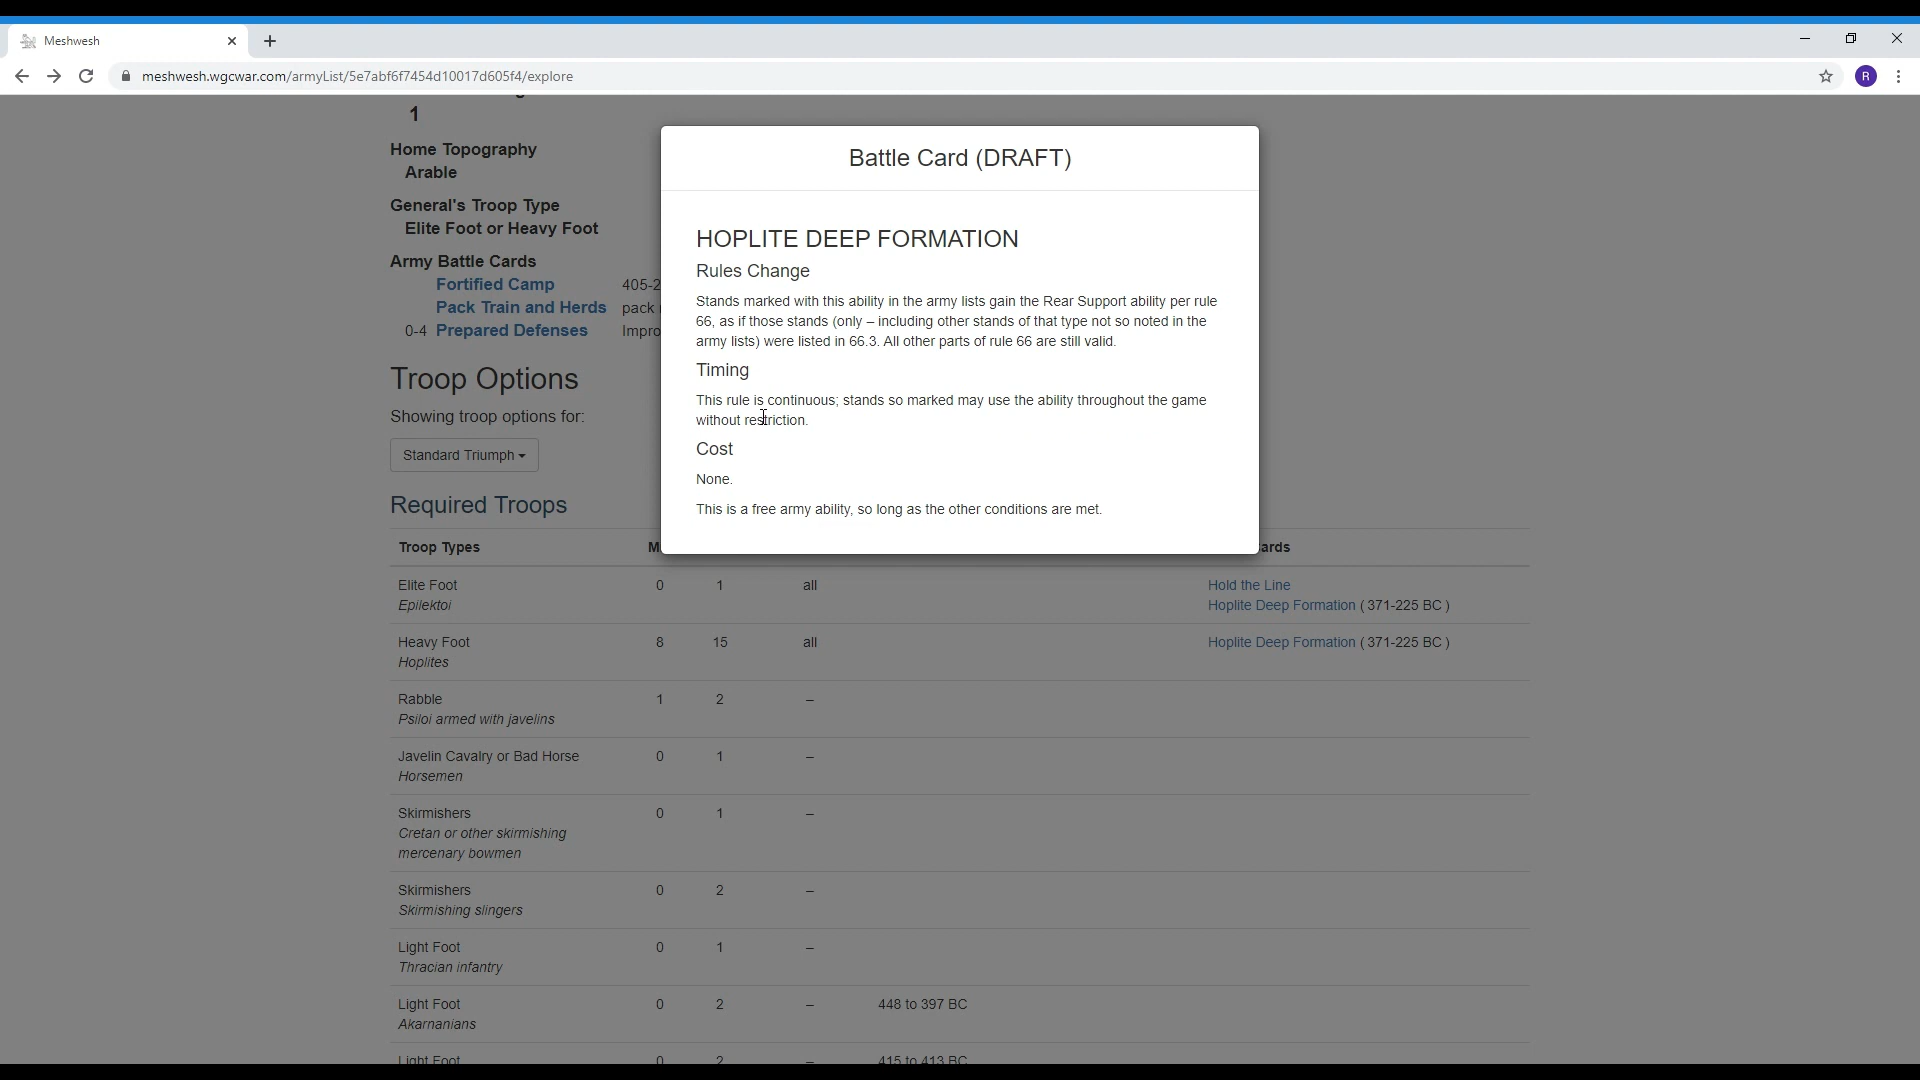 Meshwesh
meshwesh.wgcwar.com/armyList/5e7abf6f7454d10017d605f4/explore
R
1
Home Topography
Arable
General's Troop Type
Elite Foot or Heavy Foot
Army Battle Cards
Fortified Camp 405-2
Pack Train and Herds pack
0-4 Prepared Defenses Impro
Troop Options
Showing troop options for:
Standard Triumph
Required Troops
Battle Card (DRAFT)
HOPLITE DEEP FORMATION
Rules Change
Stands marked with this ability in the army lists gain the Rear Support ability per rule
66, as if those stands (only – including other stands of that type not so noted in the
army lists) were listed in 66.3. All other parts of rule 66 are still valid.
Timing
This rule is continuous; stands so marked may use the ability throughout the game
without restriction.
Cost
None.
This is a free army ability, so long as the other conditions are met.
Troop Types M ards
Elite Foot 0 1 all Hold the Line
Epilektoi Hoplite Deep Formation ( 371-225 BC )
Heavy Foot 8 15 all Hoplite Deep Formation ( 371-225 BC )
Hoplites
Rabble 1 2 –
Psiloi armed with javelins
Javelin Cavalry or Bad Horse 0 1 –
Horsemen
Skirmishers 0 1 –
Cretan or other skirmishing
mercenary bowmen
Skirmishers 0 2 –
Skirmishing slingers
Light Foot 0 1 –
Thracian infantry
Light Foot 0 2 – 448 to 397 BC
Akarnanians
Light Foot 0 2 – 415 to 413 BC